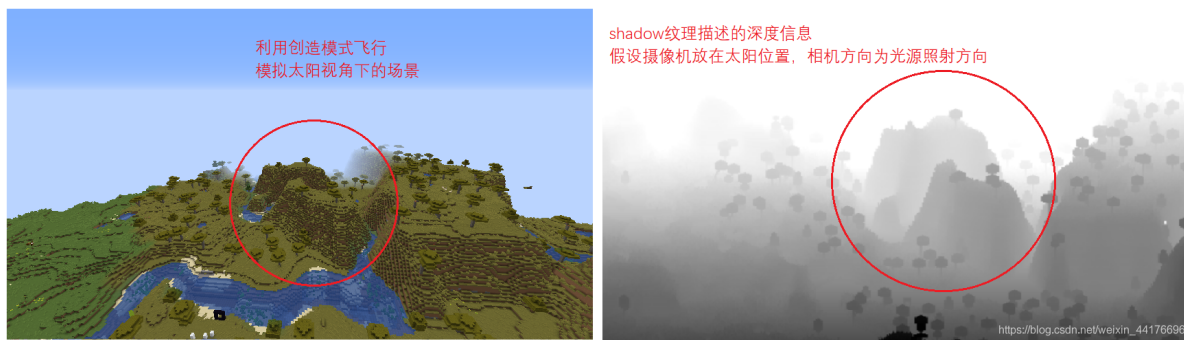 利用创造模式飞行
模拟太阳视角下的场景
shadow纹理描述的深度信息
假设摄像机放在太阳位置，相机方向为光源照射方向
https://blog.csdn.net/weixin_44176696